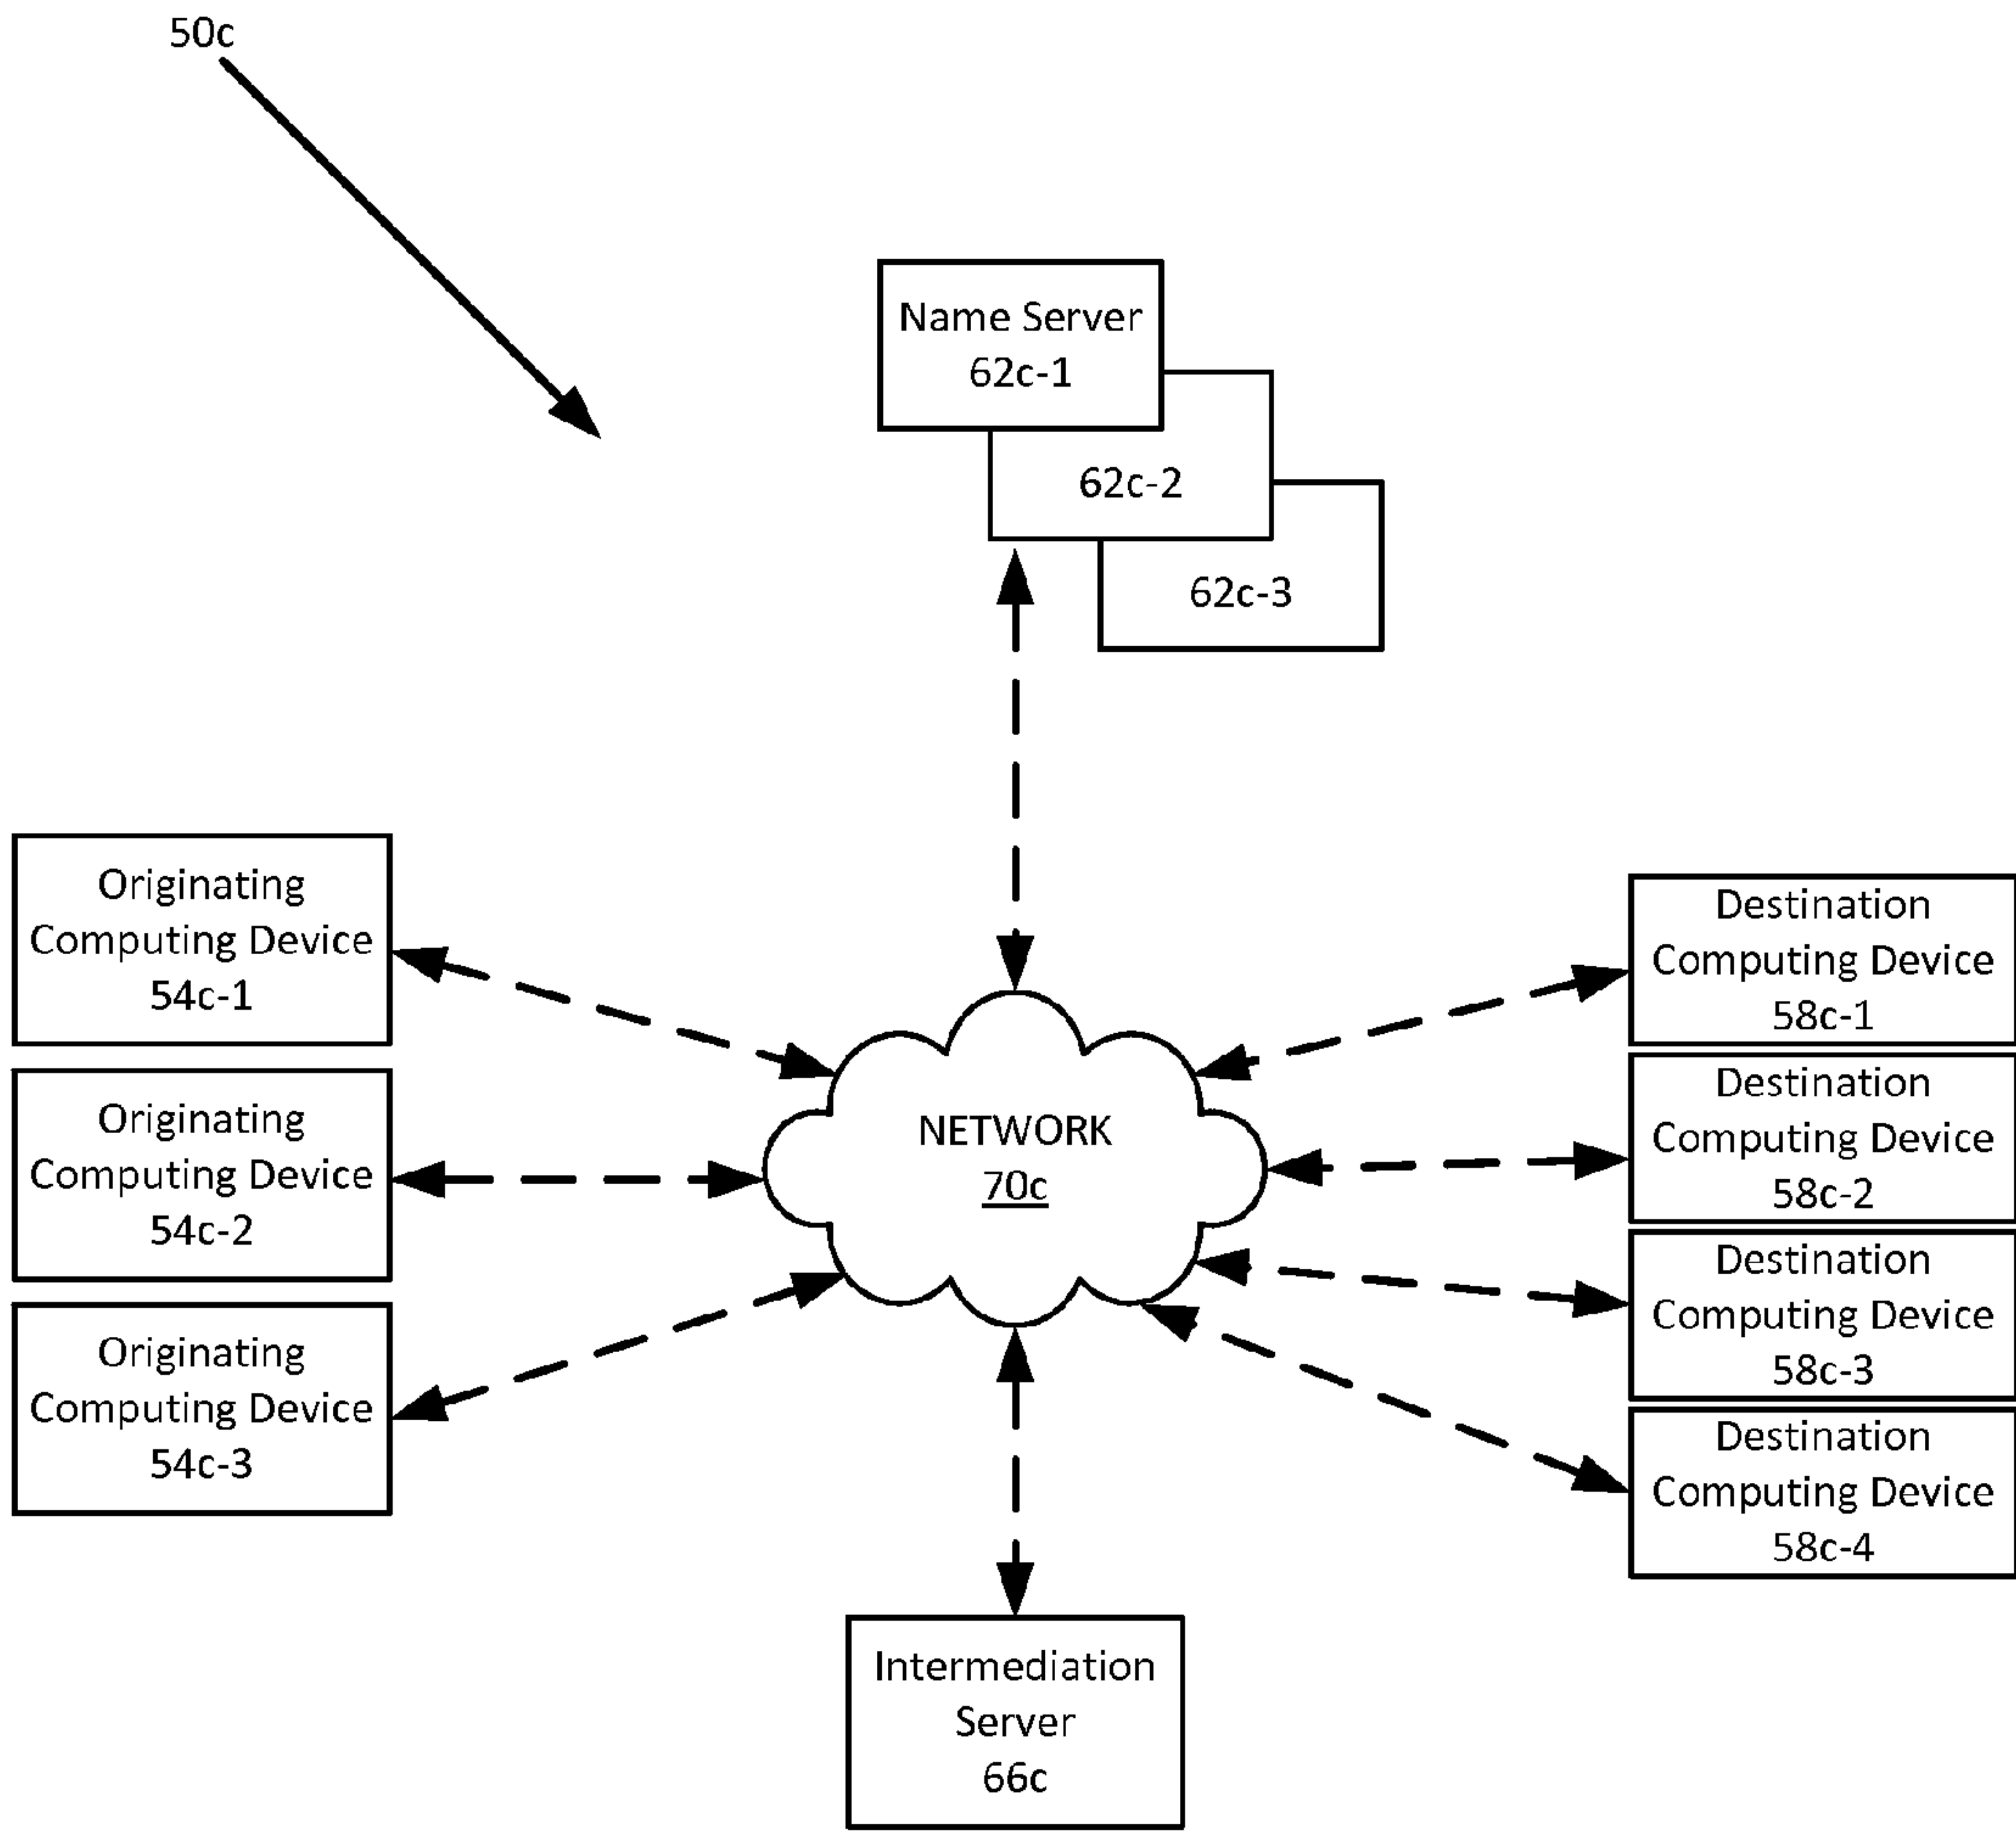 50c
Name Server
62c-1
62c-2
62c-3
Originating
Computing Device
54c-1
Originating
Computing Device
54c-2
Originating
Computing Device
54c-3
NETWORK
70c
Destination
Computing Device
58c-1
Destination
Computing Device
58c-2
Destination
Computing Device
58c-3
Destination
Computing Device
58c-4
Intermediation
Server
66c